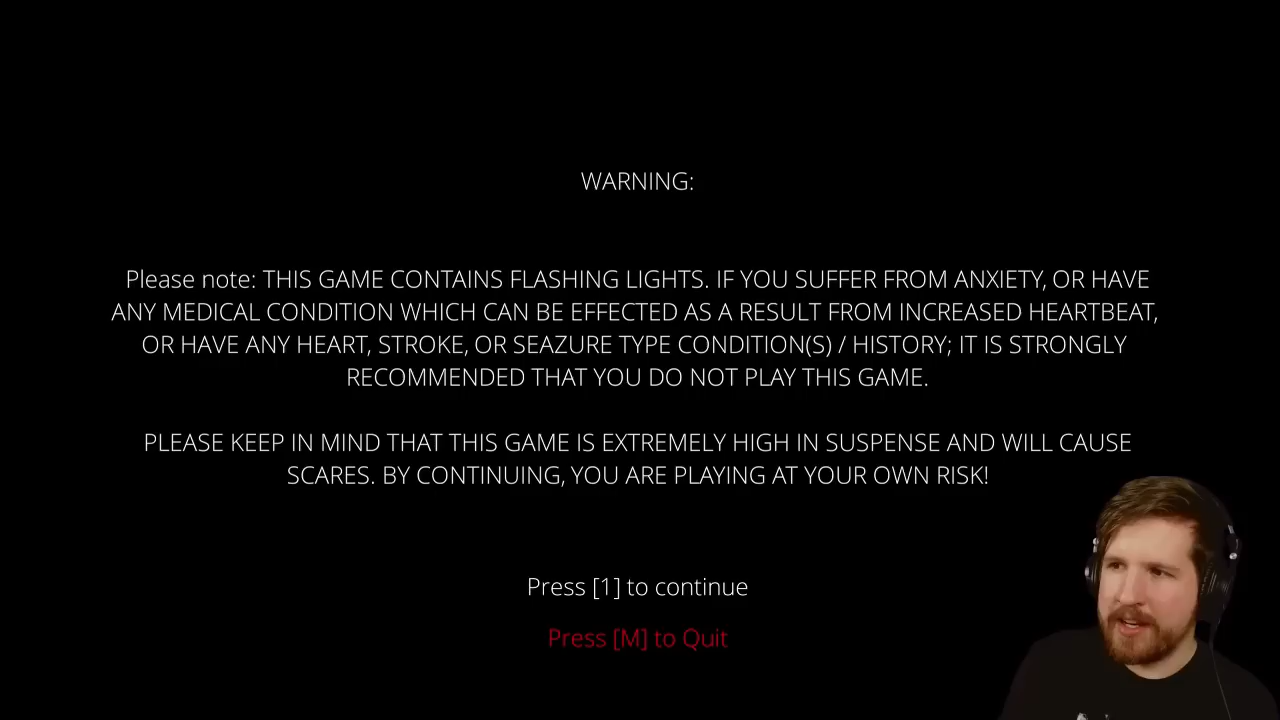 WARNING:
Please note: THIS GAME CONTAINS FLASHING LIGHTS. IF YOU SUFFER FROM ANXIETY, OR HAVE
ANY MEDICAL CONDITION WHICH CAN BE EFFECTED AS A RESULT FROM INCREASED HEARTBEAT,
OR HAVE ANY HEART, STROKE, OR SEAZURE TYPE CONDITION(S) / HISTORY; IT IS STRONGLY
RECOMMENDED THAT YOU DO NOT PLAY THIS GAME.
PLEASE KEEP IN MIND THAT THIS GAME IS EXTREMELY HIGH IN SUSPENSE AND WILL CAUSE
SCARES. BY CONTINUING, YOU ARE PLAYING AT YOUR OWN RISK!
Press [1] to continue
Press [M] to Quit